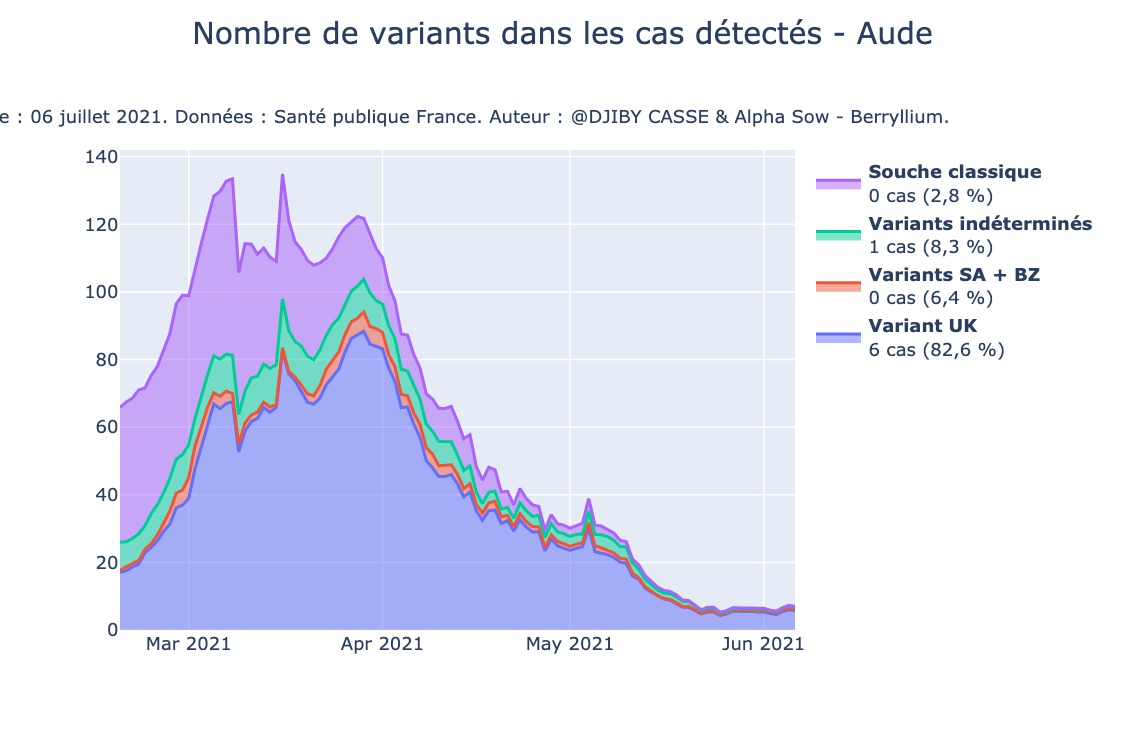 Nombre de variants dans les cas détectés - Aude
e : 06 juillet 2021. Données : Santé publique France. Auteur : @DJIBY CASSE & Alpha Sow - Berryllium.
140
120
100
80
60
40
20
0
Mar 2021
Apr 2021
May 2021
Jun 2021
Souche classique
0 cas (2,8 %)
Variants indéterminés
1 cas (8,3 %)
Variants SA + BZ
0 cas (6,4 %)
Variant UK
6 cas (82,6 %)